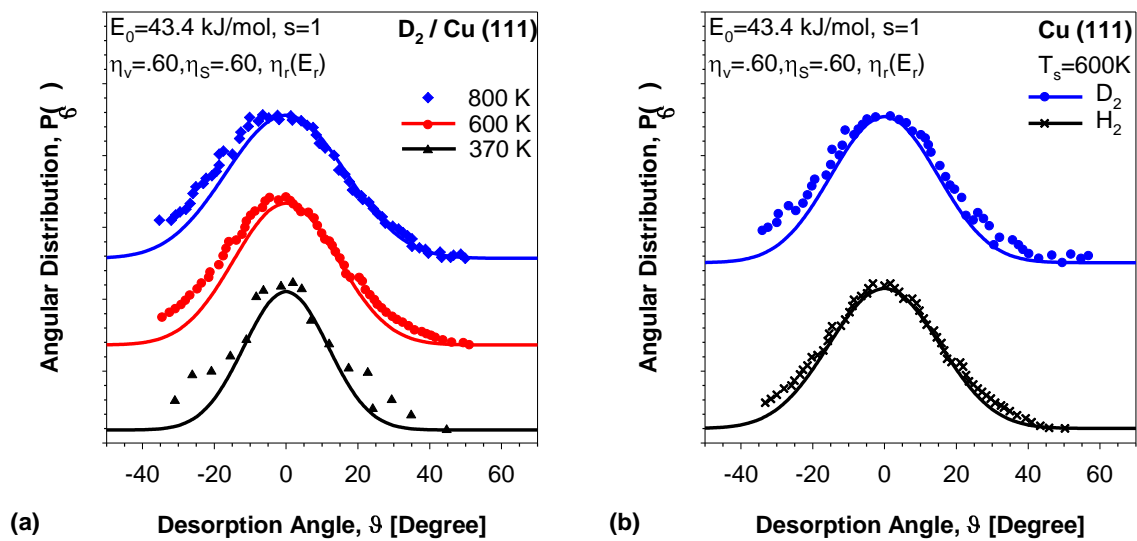 E₀=43.4 kJ/mol, s=1
D₂ / Cu (111)
ηᵥ=.60,ηS=.60, ηᵣ(Eᵣ)
800 K
600 K
370 K
Angular Distribution, P(ϑ)
-40 -20 0 20 40 60
(a)
Desorption Angle, ϑ [Degree]
E₀=43.4 kJ/mol, s=1
Cu (111)
ηᵥ=.60,ηS=.60, ηᵣ(Eᵣ)
Tₛ=600K
D₂
H₂
Angular Distribution, P(ϑ)
-40 -20 0 20 40 60
(b)
Desorption Angle, ϑ [Degree]